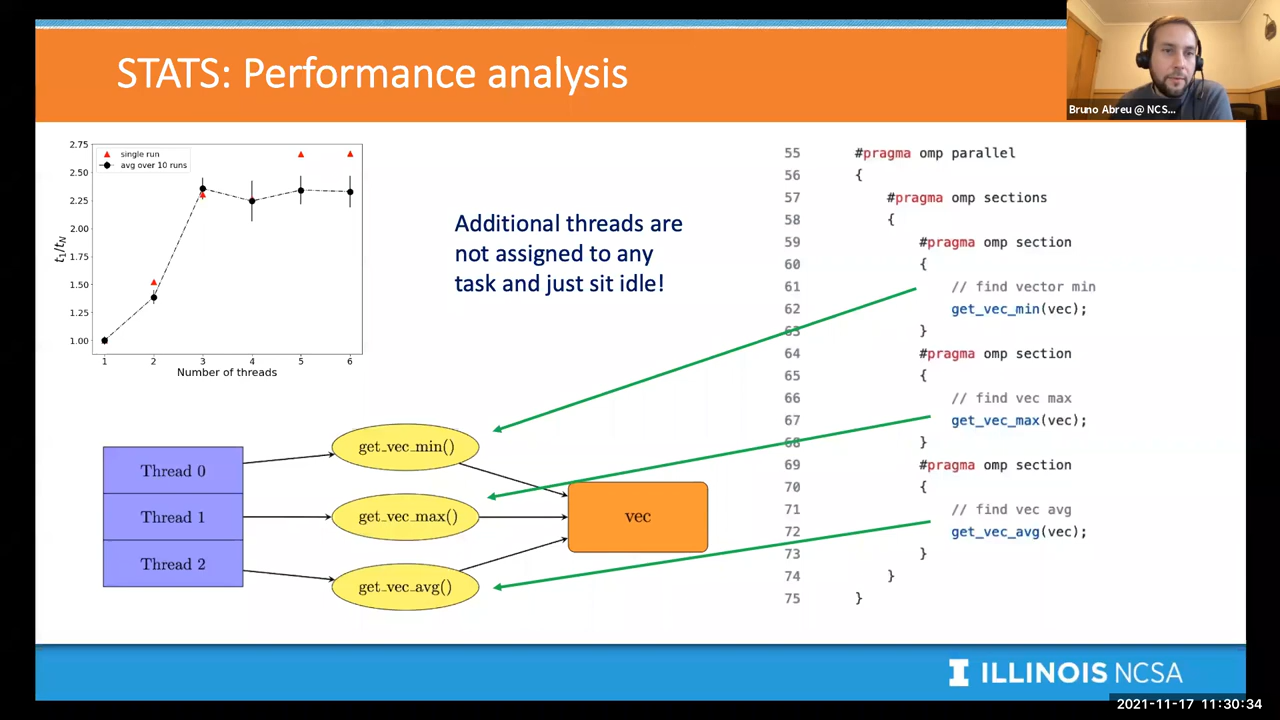 STATS: Performance analysis
Bruno Abreu @ NCS...
2.75
2.50
2.25
2.00
1.75
1.50
1.25
1.00
t1/tN
single run
avg over 10 runs
1 2 3 4 5 6
Number of threads
Additional threads are
not assigned to any
task and just sit idle!
55 #pragma omp parallel
56 {
57 #pragma omp sections
58 {
59 #pragma omp section
60 {
61 // find vector min
62 get_vec_min(vec);
63 }
64 #pragma omp section
65 {
66 // find vec max
67 get_vec_max(vec);
68 }
69 #pragma omp section
70 {
71 // find vec avg
72 get_vec_avg(vec);
73 }
74 }
75 }
Thread 0
Thread 1
Thread 2
get_vec_min()
get_vec_max()
get_vec_avg()
vec
I ILLINOIS NCSA
2021-11-17 11:30:34